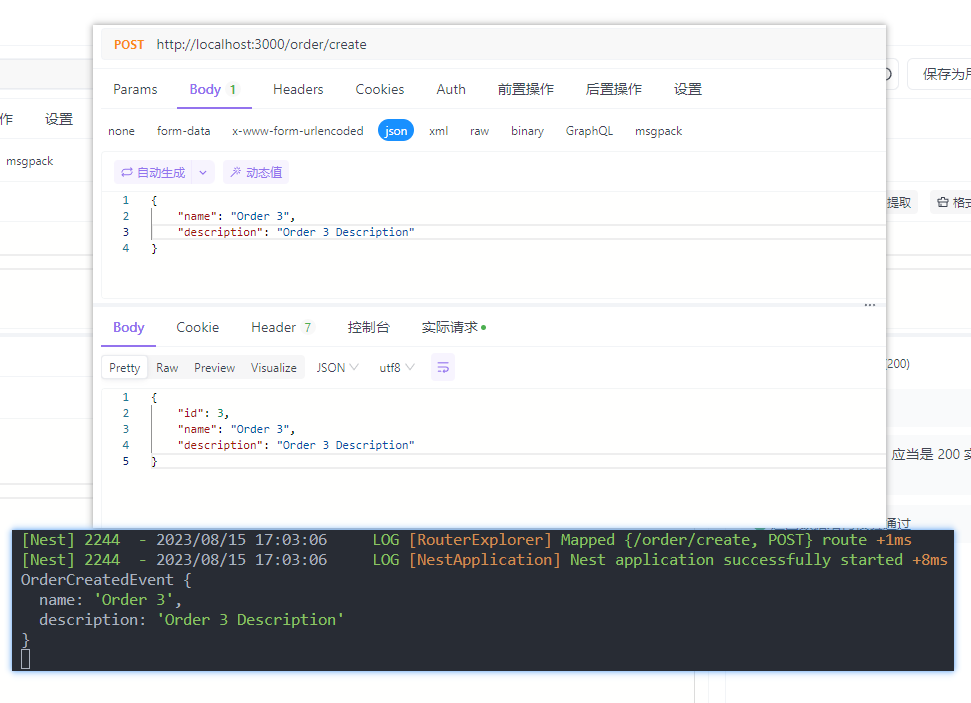 POST http://localhost:3000/order/create
Params Body 1 Headers Cookies Auth 前置操作 后置操作 设置
保存为用
作 设置
none form-data x-www-form-urlencoded json xml raw binary GraphQL msgpack
msgpack
自动生成 动态值
提取 格式
1 {
2 "name": "Order 3",
3 "description": "Order 3 Description"
4 }
Body Cookie Header 7 控制台 实际请求
(200)
Pretty Raw Preview Visualize JSON utf8
1 {
2 "id": 3,
3 "name": "Order 3",
4 "description": "Order 3 Description"
5 }
应当是 200 实
通过
[Nest] 2244  - 2023/08/15 17:03:06     LOG [RouterExplorer] Mapped {/order/create, POST} route +1ms
[Nest] 2244  - 2023/08/15 17:03:06     LOG [NestApplication] Nest application successfully started +8ms
OrderCreatedEvent {
name: 'Order 3',
description: 'Order 3 Description'
}